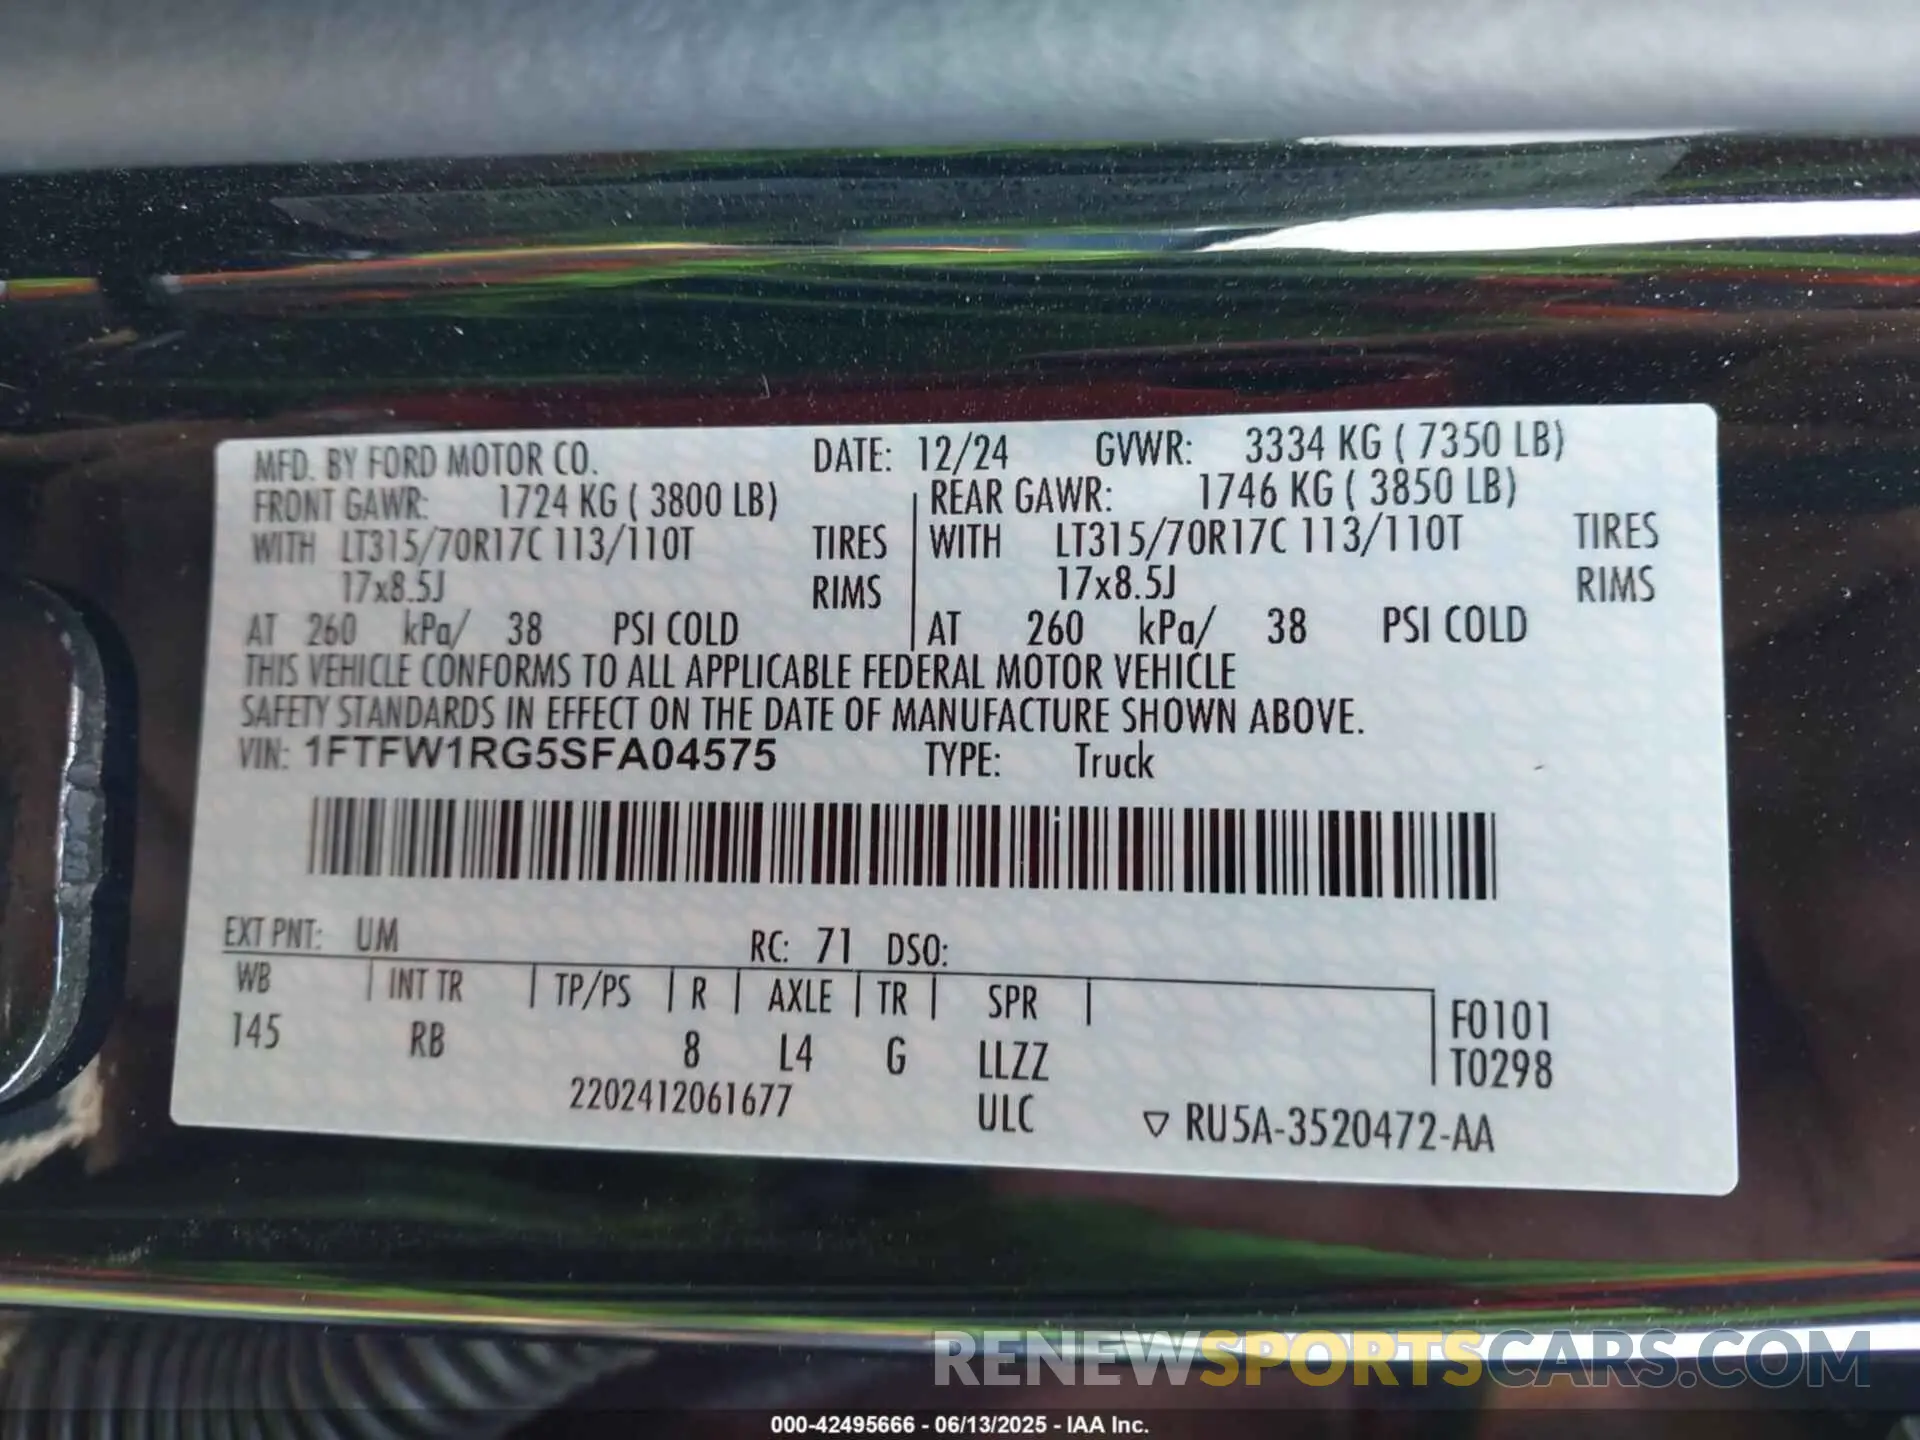 MFD. BY FORD MOTOR CO. DATE: 12/24 GVWR: 3334 KG ( 7350 LB)
FRONT GAWR: 1724 KG ( 3800 LB) REAR GAWR: 1746 KG ( 3850 LB)
WITH LT315/70R17C 113/110T TIRES WITH LT315/70R17C 113/110T TIRES
17x8.5J RIMS 17x8.5J RIMS
AT 260 kPa/ 38 PSI COLD AT 260 kPa/ 38 PSI COLD
THIS VEHICLE CONFORMS TO ALL APPLICABLE FEDERAL MOTOR VEHICLE
SAFETY STANDARDS IN EFFECT ON THE DATE OF MANUFACTURE SHOWN ABOVE.
VIN: 1FTFW1RG5SFA04575 TYPE: Truck
EXT PNT: UM RC: 71 DSO:
WB INT TR TP/PS R AXLE TR SPR F0101
145 RB 8 L4 G LLZZ T0298
2202412061677 ULC ▽ RU5A-3520472-AA
RENEWSPORTSCARS.COM
000-42495666 - 06/13/2025 - IAA Inc.